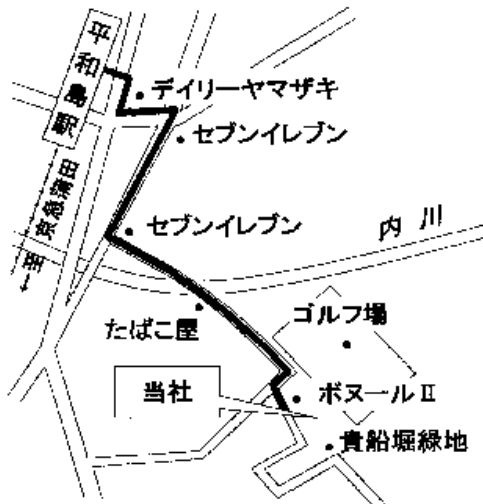 平和島駅
デイリーヤマザキ
セブンイレブン
←至 京急蒲田
セブンイレブン
内川
たばこ屋
ゴルフ場
当社
ボヌールⅡ
貴船堀緑地